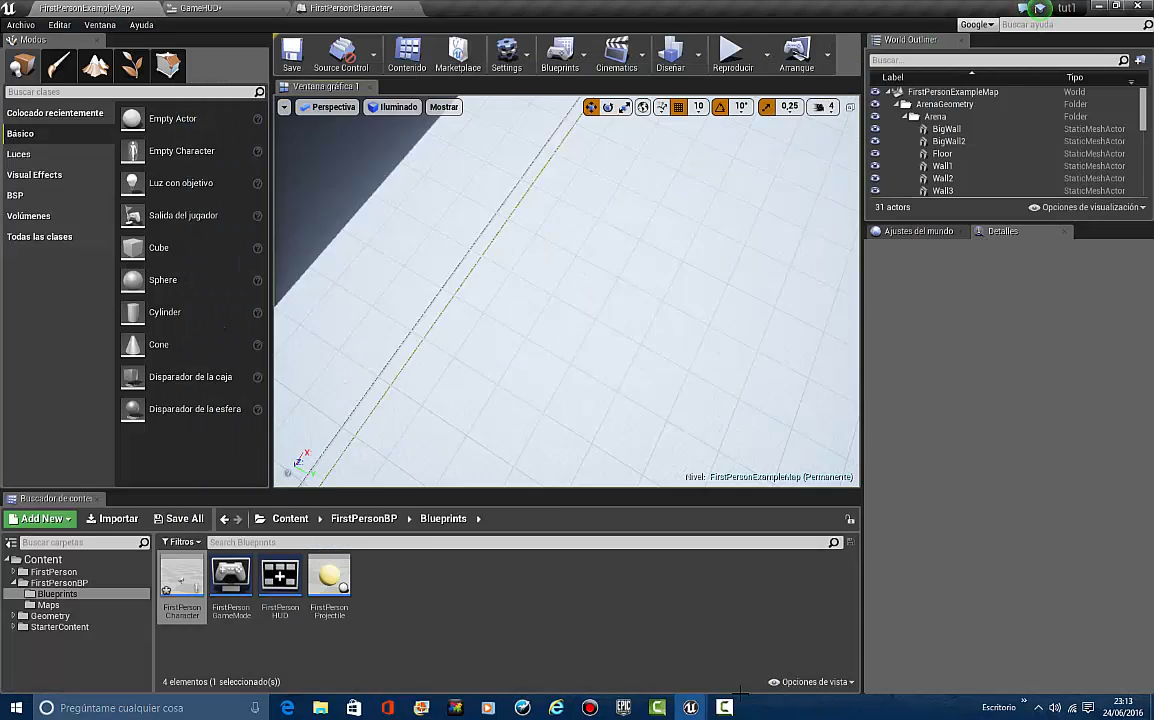 FirstPersonExampleMap•
GameHUD•
FirstPersonCharacter•
tut1
Archivo Editar Ventana Ayuda
Google
Buscar ayuda
Modos
Buscar clases
Colocado recientemente
Básico
Luces
Visual Effects
BSP
Volúmenes
Todas las clases
Empty Actor
Empty Character
Luz con objetivo
Salida del jugador
Cube
Sphere
Cylinder
Cone
Disparador de la caja
Disparador de la esfera
Save
Source Control
Contenido
Marketplace
Settings
Blueprints
Cinematics
Diseñar
Reproducir
Arranque
Ventana gráfica 1
Perspectiva
Iluminado
Mostrar
10
10°
0,25
4
X
Z
Y
Nivel: FirstPersonExampleMap (Permanente)
World Outliner
Buscar...
Label Tipo
FirstPersonExampleMap World
ArenaGeometry Folder
Arena Folder
BigWall StaticMeshActor
BigWall2 StaticMeshActor
Floor StaticMeshActor
Wall1 StaticMeshActor
Wall2 StaticMeshActor
Wall3 StaticMeshActor
31 actors
Opciones de visualización
Ajustes del mundo
Detalles
Buscador de conte
Add New
Importar
Save All
Content
FirstPersonBP
Blueprints
Buscar carpetas
Filtros
Search Blueprints
Content
FirstPerson
FirstPersonBP
Blueprints
Maps
Geometry
StarterContent
FirstPerson
Character
FirstPerson
GameMode
FirstPerson
HUD
FirstPerson
Projectile
4 elementos (1 seleccionado(s))
Opciones de vista
Pregúntame cualquier cosa
Escritorio
23:13
24/06/2016